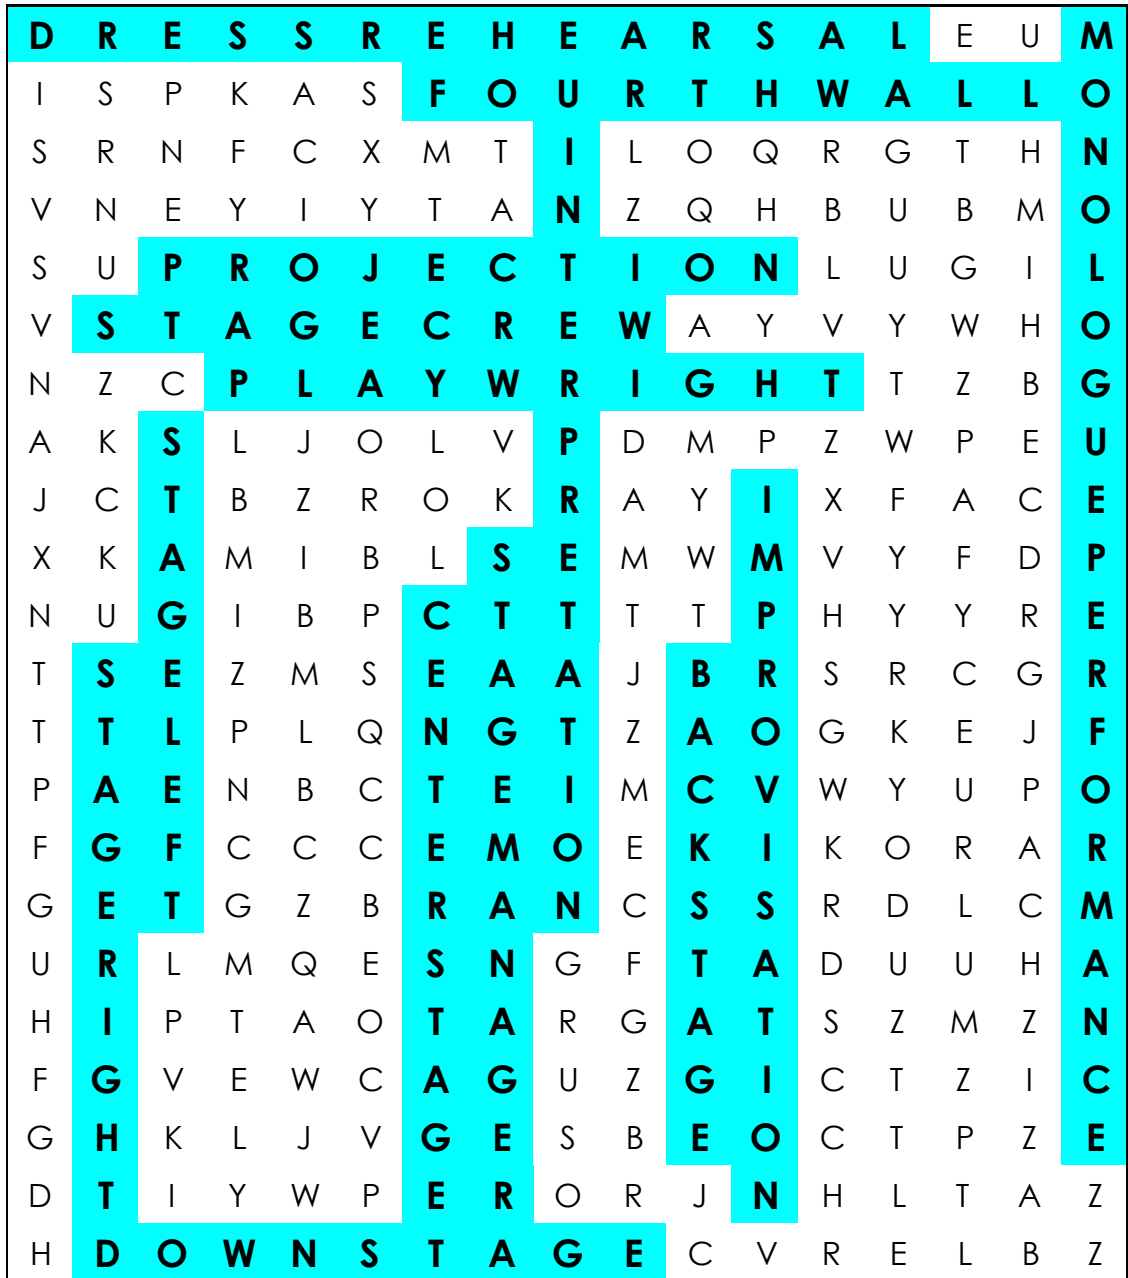 D R E S S R E H E A R S A L E U M
I S P K A S F O U R T H W A L L O
S R N F C X M T I L O Q R G T H N
V N E Y I Y T A N Z Q H B U B M O
S U P R O J E C T I O N L U G I L
V S T A G E C R E W A Y V Y W H O
N Z C P L A Y W R I G H T T Z B G
A K S L J O L V P D M P Z W P E U
J C T B Z R O K R A Y I X F A C E
X K A M I B L S E M W M V Y F D P
N U G I B P C T T T T P H Y Y R E
T S E Z M S E A A J B R S R C G R
T T L P L Q N G T Z A O G K E J F
P A E N B C T E I M C V W Y U P O
F G F C C C E M O E K I K O R A R
G E T G Z B R A N C S S R D L C M
U R L M Q E S N G F T A D U U H A
H I P T A O T A R G A T S Z M Z N
F G V E W C A G U Z G I C T Z I C
G H K L J V G E S B E O C T P Z E
D T I Y W P E R O R J N H L T A Z
H D O W N S T A G E C V R E L B Z